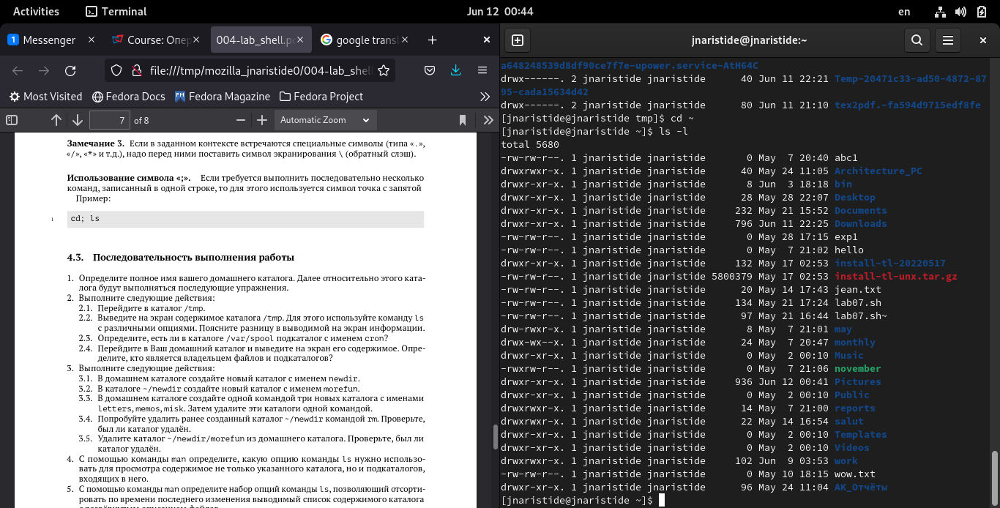 Activities
Terminal
Jun 12 00:44
en
1 Messenger
Course: Опер
004-lab_shell.p
google transl
jnaristide@jnaristide:~
file:///tmp/mozilla_jnaristide0/004-lab_shel
Most Visited
Fedora Docs
Fedora Magazine
Fedora Project
7 of 8
Automatic Zoom
Замечание 3. Если в заданном контексте встречаются специальные символы (типа «.»,
«/», «*» и т.д.), надо перед ними поставить символ экранирования \ (обратный слэш).
Использование символа «;». Если требуется выполнить последовательно несколько
команд, записанный в одной строке, то для этого используется символ точка с запятой
Пример:
1 cd; ls
4.3. Последовательность выполнения работы
1. Определите полное имя вашего домашнего каталога. Далее относительно этого ката-
лога будут выполняться последующие упражнения.
2. Выполните следующие действия:
2.1. Перейдите в каталог /tmp.
2.2. Выведите на экран содержимое каталога /tmp. Для этого используйте команду ls
с различными опциями. Поясните разницу в выводимой на экран информации.
2.3. Определите, есть ли в каталоге /var/spool подкаталог с именем cron?
2.4. Перейдите в Ваш домашний каталог и выведите на экран его содержимое. Опре-
делите, кто является владельцем файлов и подкаталогов?
3. Выполните следующие действия:
3.1. В домашнем каталоге создайте новый каталог с именем newdir.
3.2. В каталоге ~/newdir создайте новый каталог с именем morefun.
3.3. В домашнем каталоге создайте одной командой три новых каталога с именами
letters, memos, misk. Затем удалите эти каталоги одной командой.
3.4. Попробуйте удалить ранее созданный каталог ~/newdir командой rm. Проверьте,
был ли каталог удалён.
3.5. Удалите каталог ~/newdir/morefun из домашнего каталога. Проверьте, был ли
каталог удалён.
4. С помощью команды man определите, какую опцию команды ls нужно использо-
вать для просмотра содержимое не только указанного каталога, но и подкаталогов,
входящих в него.
5. С помощью команды man определите набор опций команды ls, позволяющий отсорти-
ровать по времени последнего изменения выводимый список содержимого каталога
a648248539d8df90ce7f7e-upower.service-AtH64C
drwx------. 2 jnaristide jnaristide 40 Jun 11 22:21 Temp-20471c33-ad50-4872-87
95-cada15634d42
drwx------. 2 jnaristide jnaristide 80 Jun 11 21:10 tex2pdf.-fa594d9715edf8fe
[jnaristide@jnaristide tmp]$ cd ~
[jnaristide@jnaristide ~]$ ls -l
total 5680
-rw-rw-r--. 1 jnaristide jnaristide 0 May 7 20:40 abc1
drwxrwxr-x. 1 jnaristide jnaristide 40 May 24 11:05 Architecture_PC
drwxr-xr-x. 1 jnaristide jnaristide 8 Jun 3 18:18 bin
drwxr-xr-x. 1 jnaristide jnaristide 28 May 28 22:07 Desktop
drwxr-xr-x. 1 jnaristide jnaristide 232 May 21 15:52 Documents
drwxr-xr-x. 1 jnaristide jnaristide 796 Jun 11 22:25 Downloads
-rw-rw-r--. 1 jnaristide jnaristide 0 May 28 17:15 exp1
-rw-rw-r--. 1 jnaristide jnaristide 0 May 7 21:02 hello
drwxr-xr-x. 1 jnaristide jnaristide 132 May 17 02:53 install-tl-20220517
-rw-rw-r--. 1 jnaristide jnaristide 5800379 May 17 02:53 install-tl-unx.tar.gz
-rw-rw-r--. 1 jnaristide jnaristide 20 May 14 17:43 jean.txt
-rw-rw-r--. 1 jnaristide jnaristide 134 May 21 17:24 lab07.sh
-rw-rw-r--. 1 jnaristide jnaristide 97 May 21 16:44 lab07.sh~
drw-rwxr-x. 1 jnaristide jnaristide 8 May 7 21:01 may
drwx-wx--x. 1 jnaristide jnaristide 24 May 7 20:47 monthly
drwxr-xr-x. 1 jnaristide jnaristide 0 May 2 00:10 Music
-rwxrw-r--. 1 jnaristide jnaristide 0 May 7 21:06 november
drwxr-xr-x. 1 jnaristide jnaristide 936 Jun 12 00:41 Pictures
drwxr-xr-x. 1 jnaristide jnaristide 0 May 2 00:10 Public
drwxrwxr-x. 1 jnaristide jnaristide 14 May 7 21:00 reports
drwxrwxr-x. 1 jnaristide jnaristide 22 May 14 16:54 salut
drwxr-xr-x. 1 jnaristide jnaristide 0 May 2 00:10 Templates
drwxr-xr-x. 1 jnaristide jnaristide 0 May 2 00:10 Videos
drwxrwxr-x. 1 jnaristide jnaristide 102 Jun 9 03:53 work
-rw-rw-r--. 1 jnaristide jnaristide 0 May 10 18:15 wow.txt
drwxr-xr-x. 1 jnaristide jnaristide 96 May 24 11:04 АК_Отчёты
[jnaristide@jnaristide ~]$